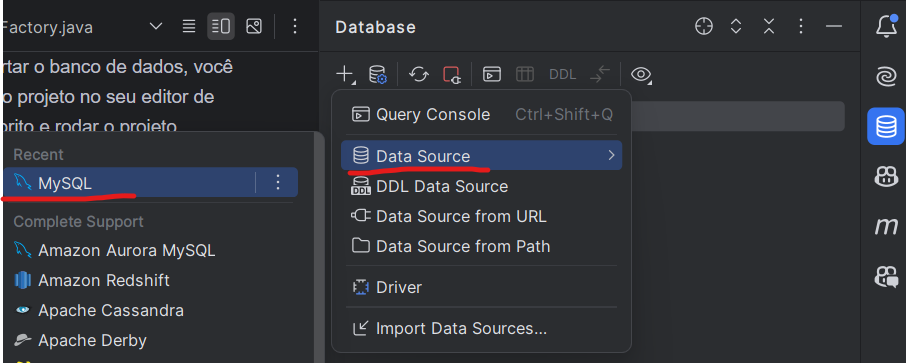 Factory.java
rtar o banco de dados, você
o projeto no seu editor de
orito e rodar o projeto
Recent
MySQL
Complete Support
Amazon Aurora MySQL
Amazon Redshift
Apache Cassandra
Apache Derby
Database
DDL
Query Console Ctrl+Shift+Q
Data Source
DDL Data Source
Data Source from URL
Data Source from Path
Driver
Import Data Sources...
m